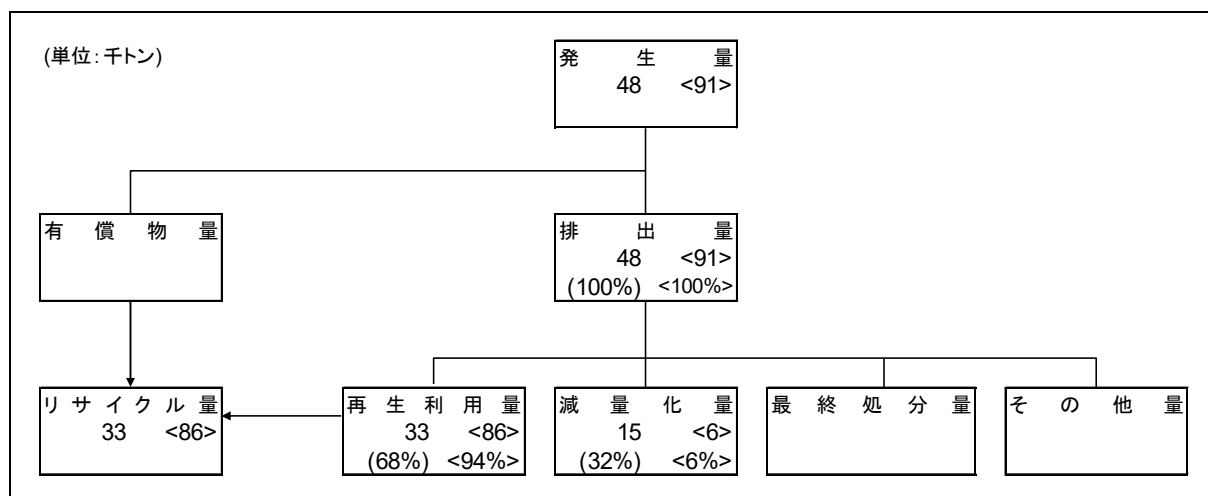 (単位:千トン)
発生量
48 <91>
有償物量
排出量
48 <91>
(100%) <100%>
リサイクル量
33 <86>
再生利用量
33 <86>
(68%) <94%>
減量化量
15 <6>
(32%) <6%>
最終処分量
その他量